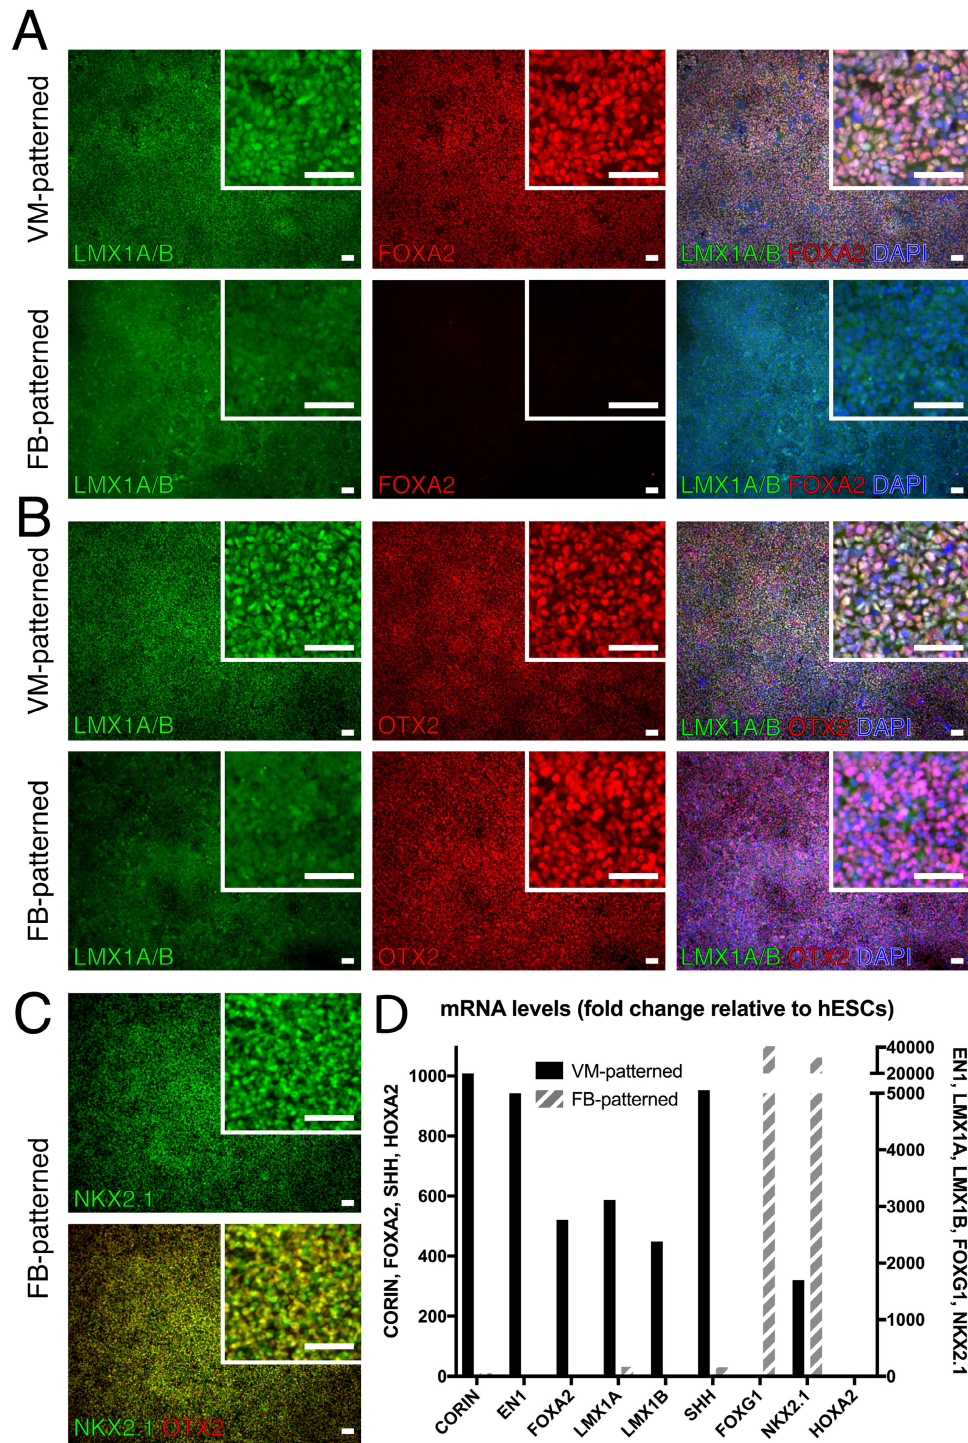 A
VM-patterned
LMX1A/B
FOXA2
LMX1A/B FOXA2 DAPI
FB-patterned
LMX1A/B
FOXA2
LMX1A/B FOXA2 DAPI
B
VM-patterned
LMX1A/B
OTX2
LMX1A/B OTX2 DAPI
FB-patterned
LMX1A/B
OTX2
LMX1A/B OTX2 DAPI
C
FB-patterned
NKX2.1
NKX2.1 OTX2
D
mRNA levels (fold change relative to hESCs)
VM-patterned
FB-patterned
CORIN, FOXA2, SHH, HOXA2
1000
800
600
400
200
0
40000
20000
5000
4000
3000
2000
1000
0
EN1, LMX1A, LMX1B, FOXG1, NKX2.1
CORIN
EN1
FOXA2
LMX1A
LMX1B
SHH
FOXG1
NKX2.1
HOXA2